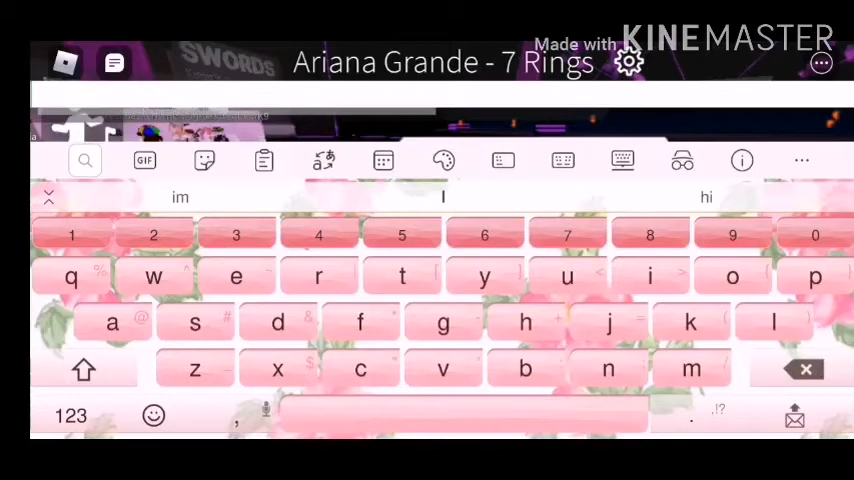 Made with KINEMASTER
SWORDS
Ariana Grande - 7 Rings
GIF
im I hi
1 2 3 4 5 6 7 8 9 0
q % w ^ e ~ r | t [ y ] u < i > o { p }
a @ s # d & f * g - h + j = k ( l )
z _ x $ c " v ' b : n ; m /
123 , . .!?